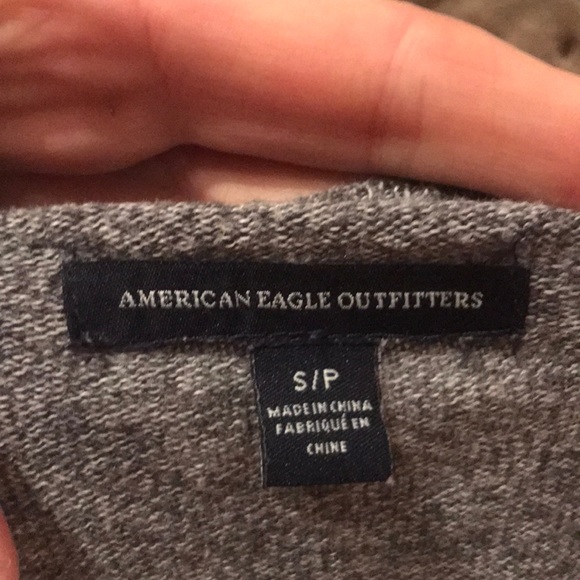 AMERICAN EAGLE OUTFITTERS
S/P
MADE IN CHINA
FABRIQUÉ EN
CHINE